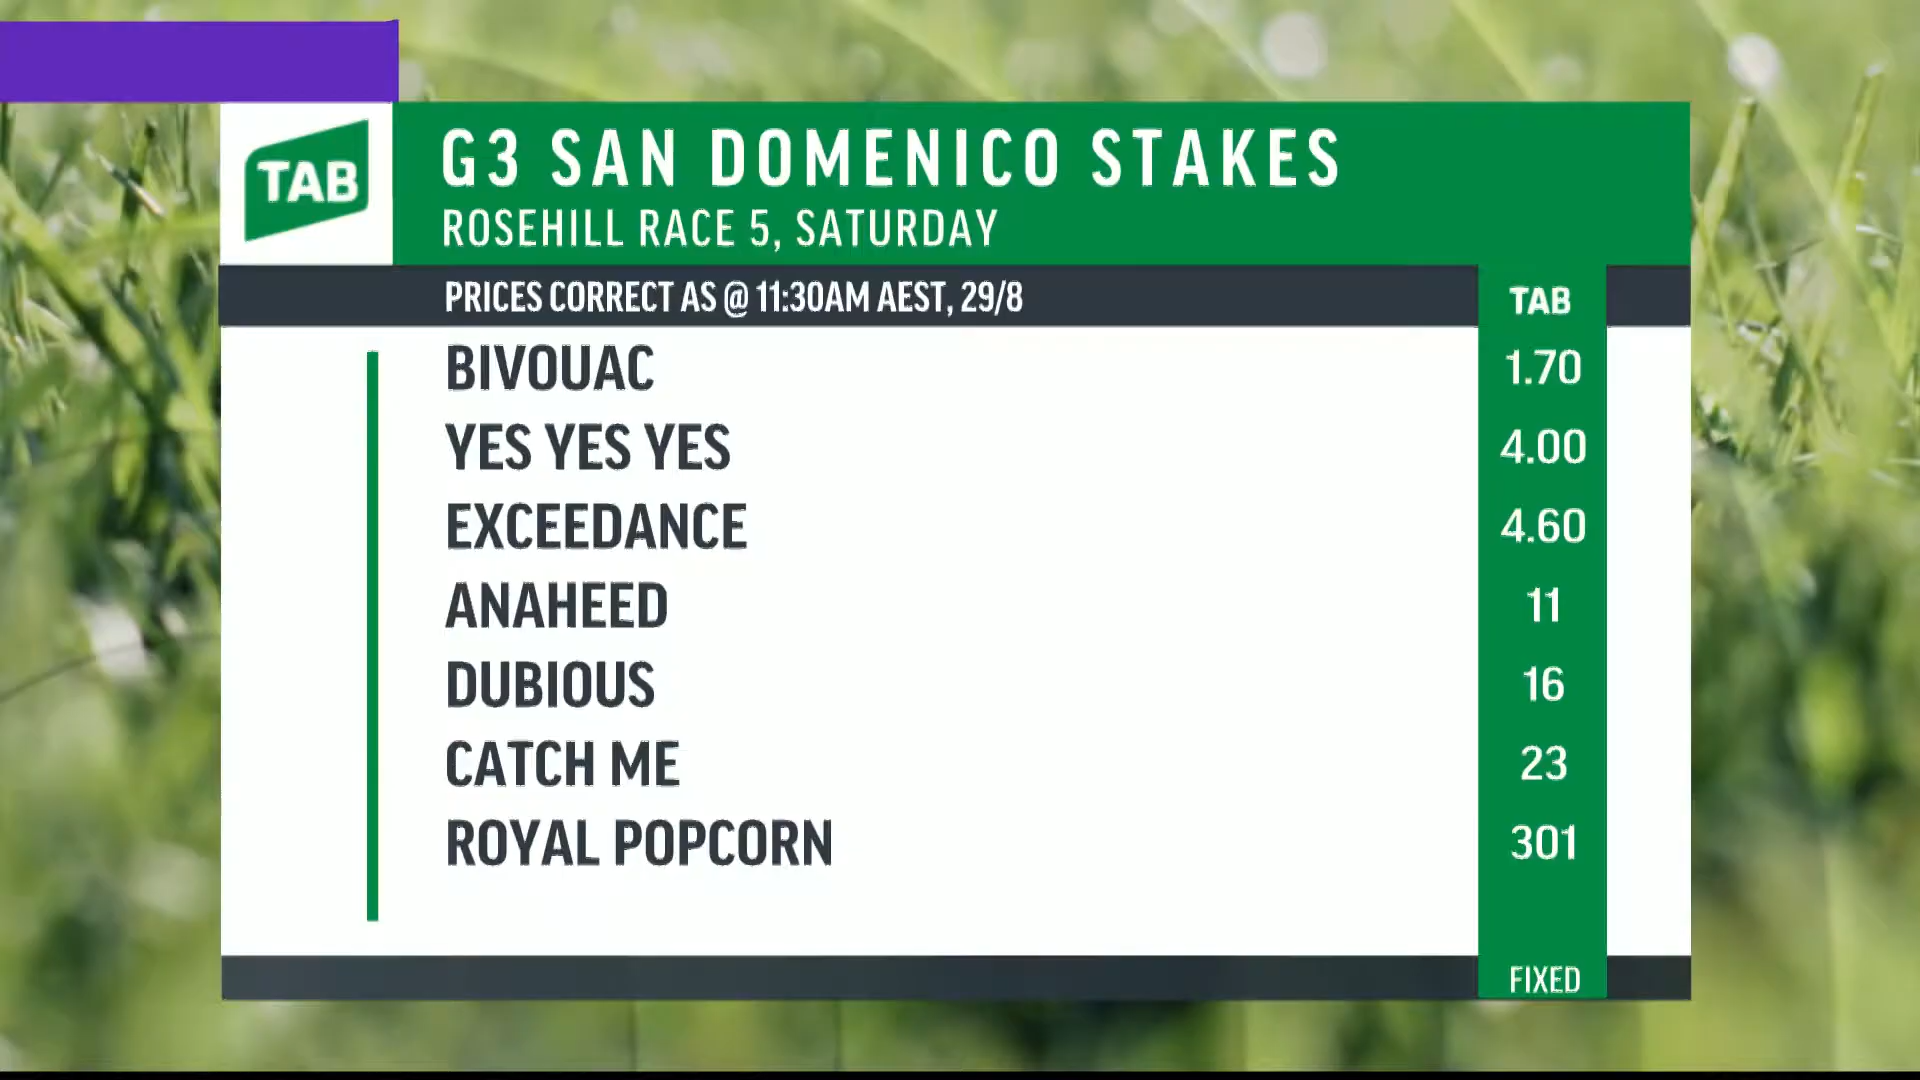 TAB
G3 SAN DOMENICO STAKES
ROSEHILL RACE 5, SATURDAY
PRICES CORRECT AS @ 11:30AM AEST, 29/8 TAB
BIVOUAC 1.70
YES YES YES 4.00
EXCEEDANCE 4.60
ANAHEED 11
DUBIOUS 16
CATCH ME 23
ROYAL POPCORN 301
FIXED